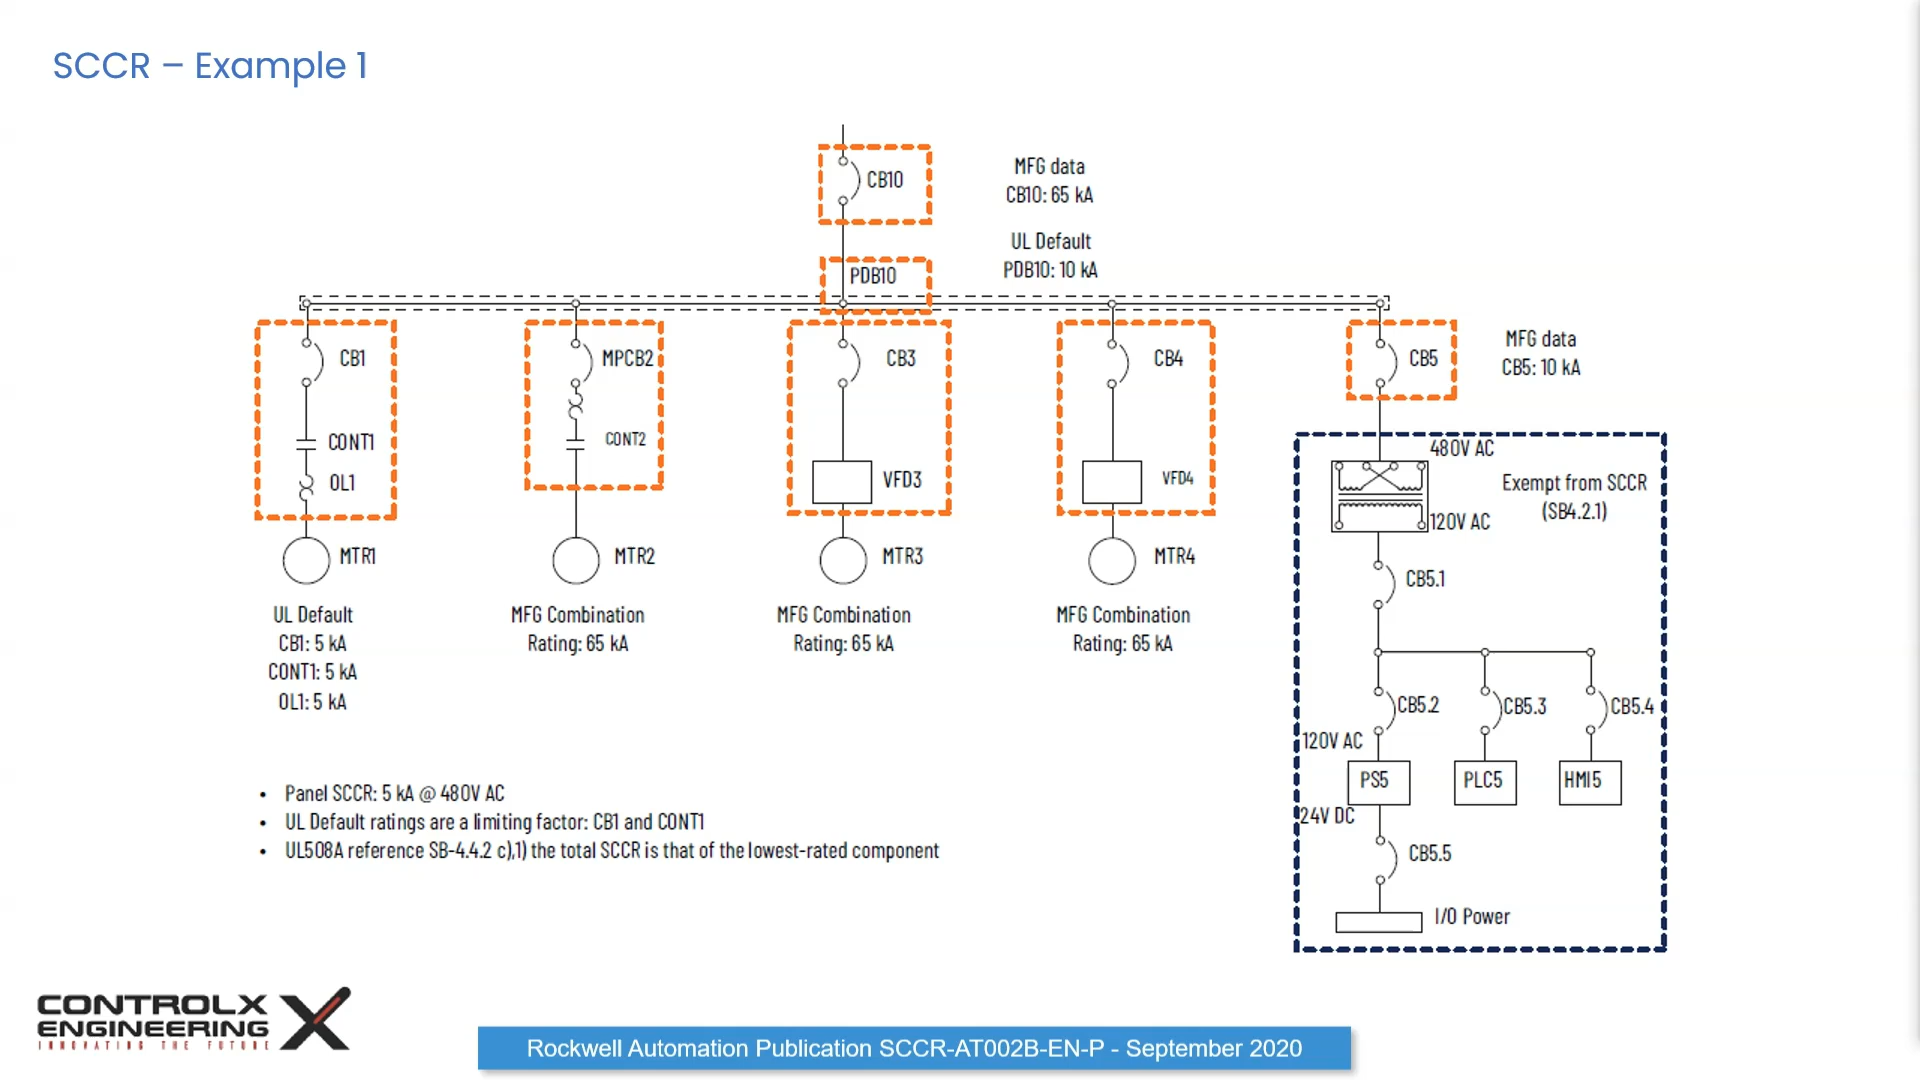 SCCR – Example 1
CB10
MFG data
CB10: 65 kA
UL Default
PDB10: 10 kA
PDB10
CB1
CONT1
OL1
MTR1
UL Default
CB1: 5 kA
CONT1: 5 kA
OL1: 5 kA
MPCB2
CONT2
MTR2
MFG Combination
Rating: 65 kA
CB3
VFD3
MTR3
MFG Combination
Rating: 65 kA
CB4
VFD4
MTR4
MFG Combination
Rating: 65 kA
CB5
MFG data
CB5: 10 kA
480V AC
Exempt from SCCR
(SB4.2.1)
120V AC
CB5.1
CB5.2
CB5.3
CB5.4
120V AC
PS5
PLC5
HMI5
24V DC
CB5.5
I/O Power
• Panel SCCR: 5 kA @ 480V AC
• UL Default ratings are a limiting factor: CB1 and CONT1
• UL508A reference SB-4.4.2 c),1) the total SCCR is that of the lowest-rated component
CONTROLX
ENGINEERING
INNOVATING THE FUTURE
Rockwell Automation Publication SCCR-AT002B-EN-P - September 2020